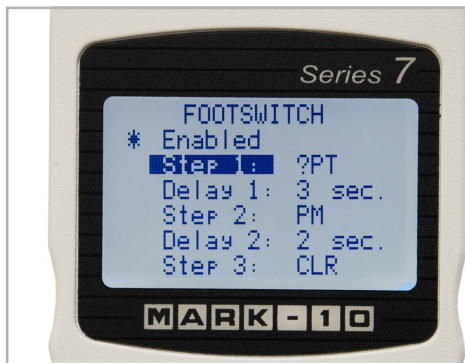 Series 7
FOOTSWITCH
* Enabled
Step 1: ?PT
Delay 1: 3 sec.
Step 2: PM
Delay 2: 2 sec.
Step 3: CLR
MARK-10